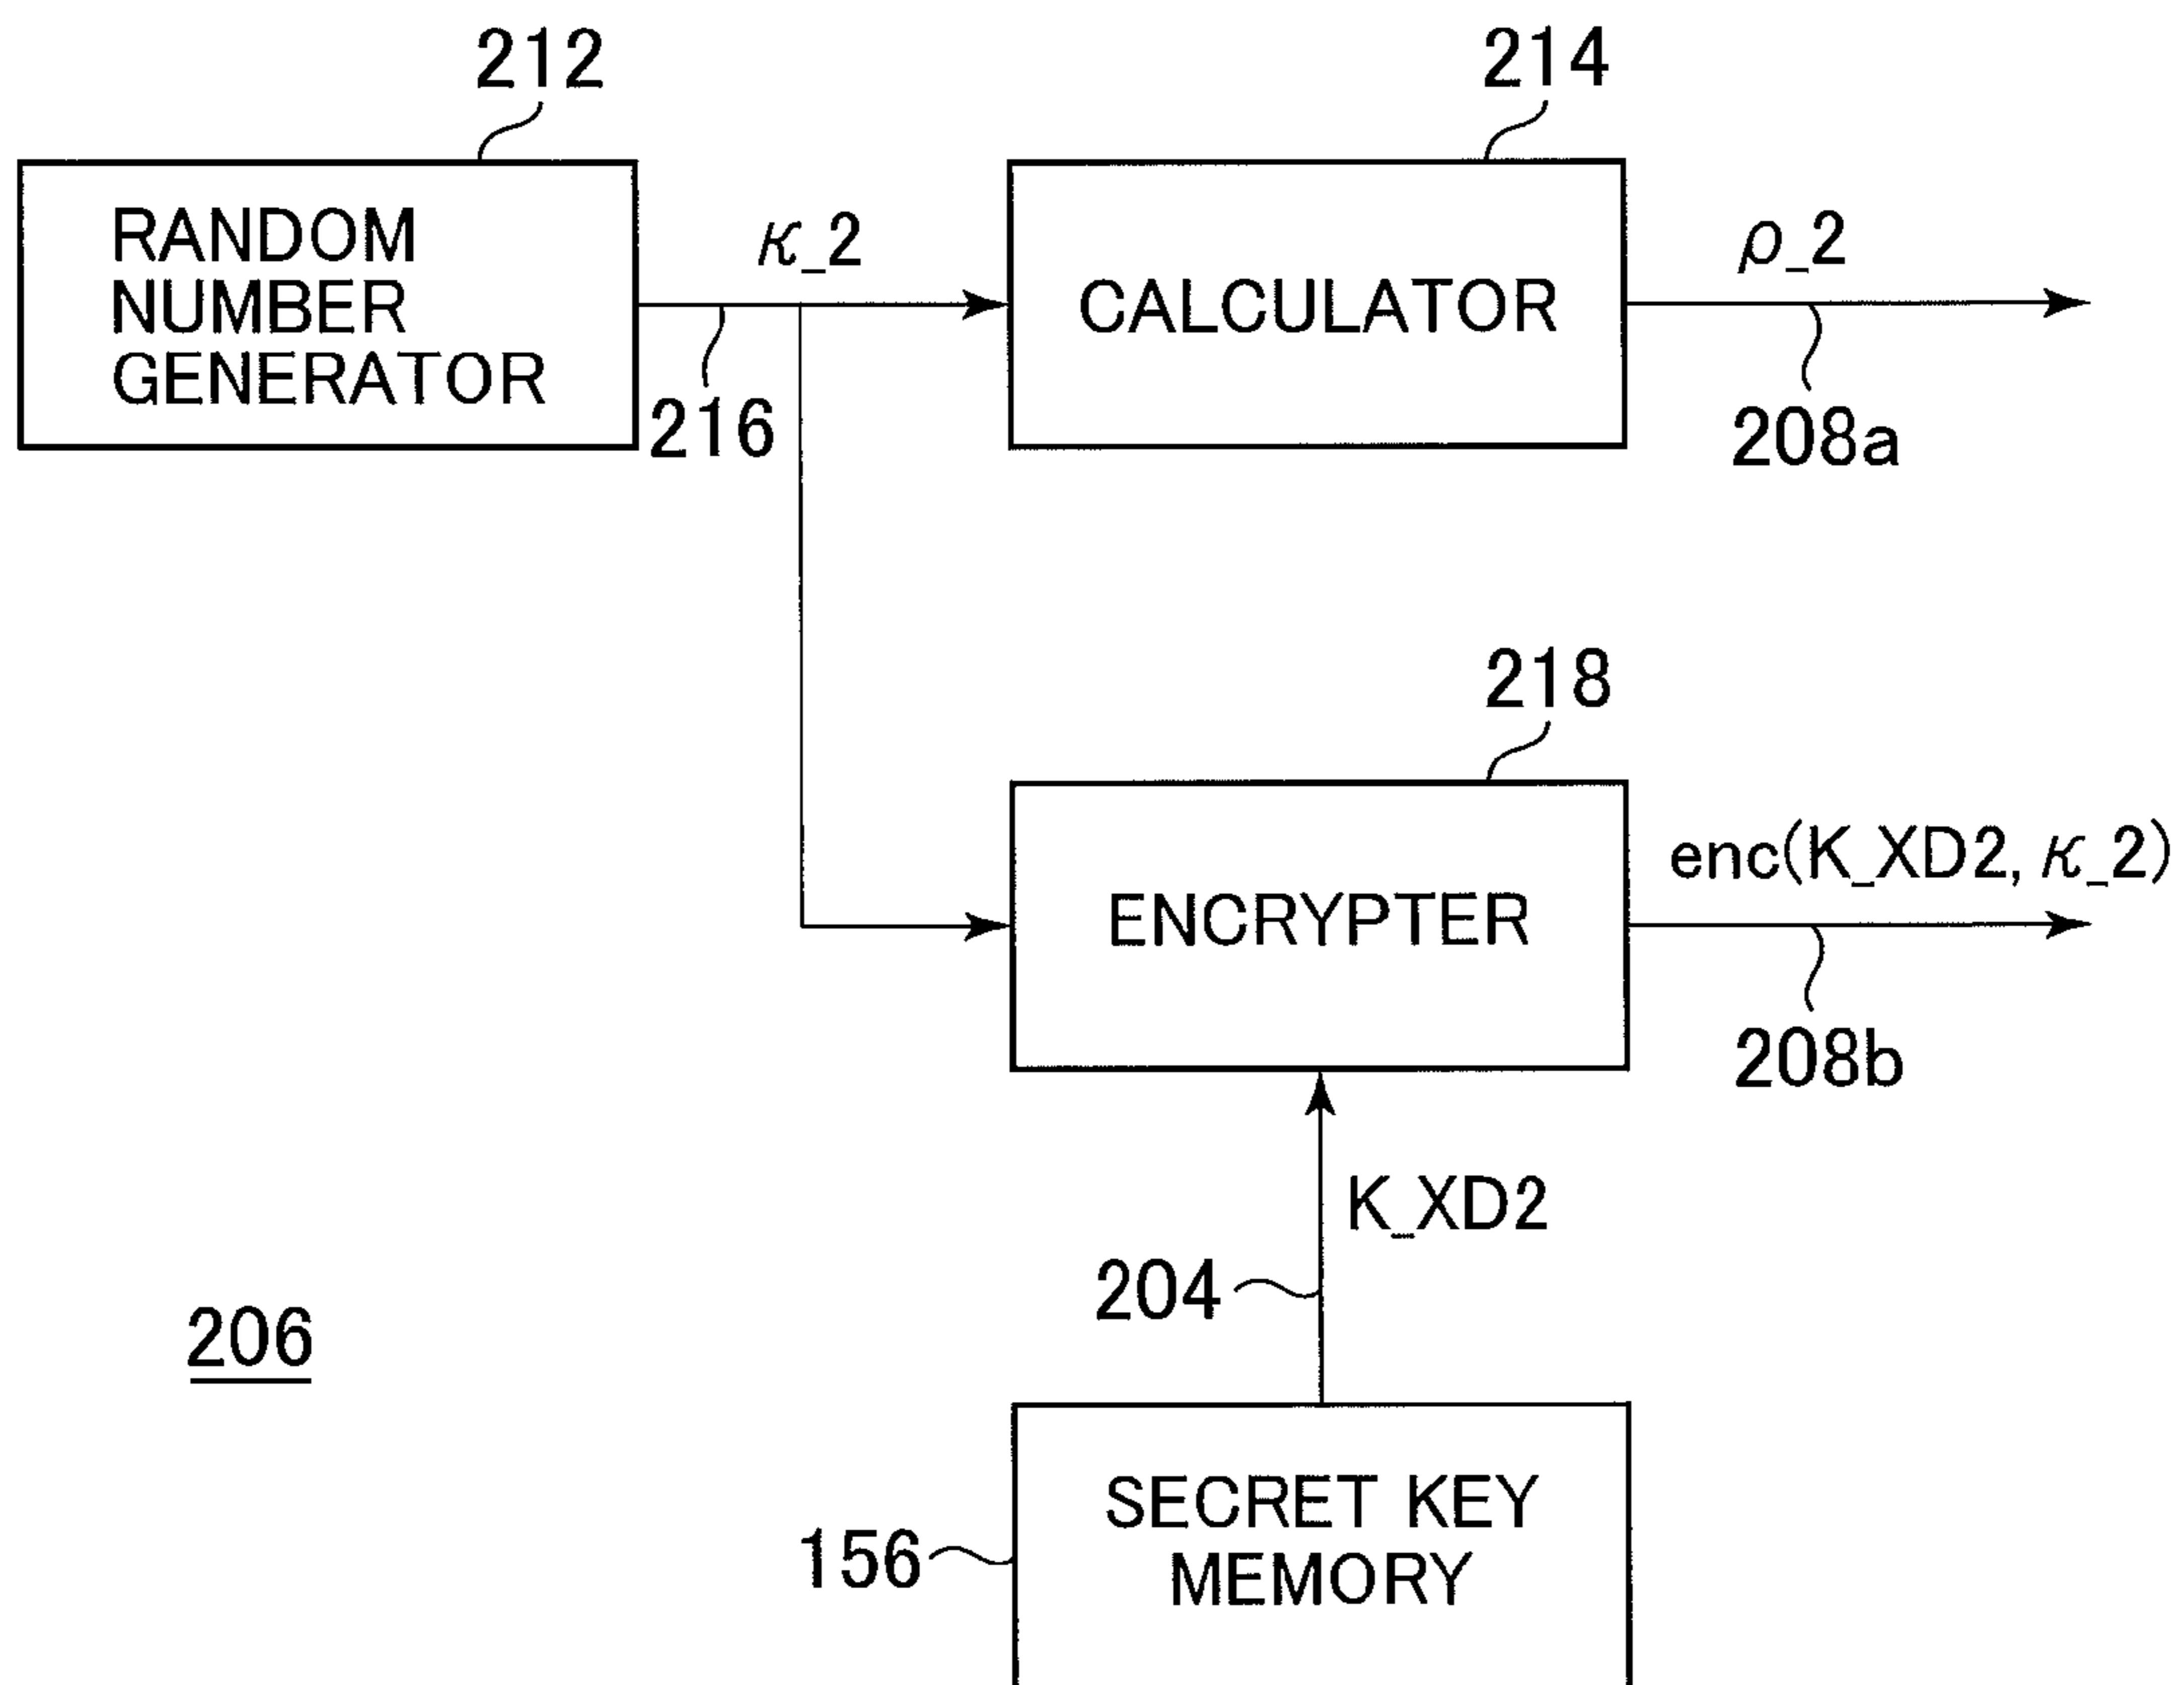 212
214
RANDOM
NUMBER
GENERATOR
κ_2
216
CALCULATOR
ρ_2
208a
218
ENCRYPTER
enc(K_XD2, κ_2)
208b
K_XD2
204
206
SECRET KEY
MEMORY
156